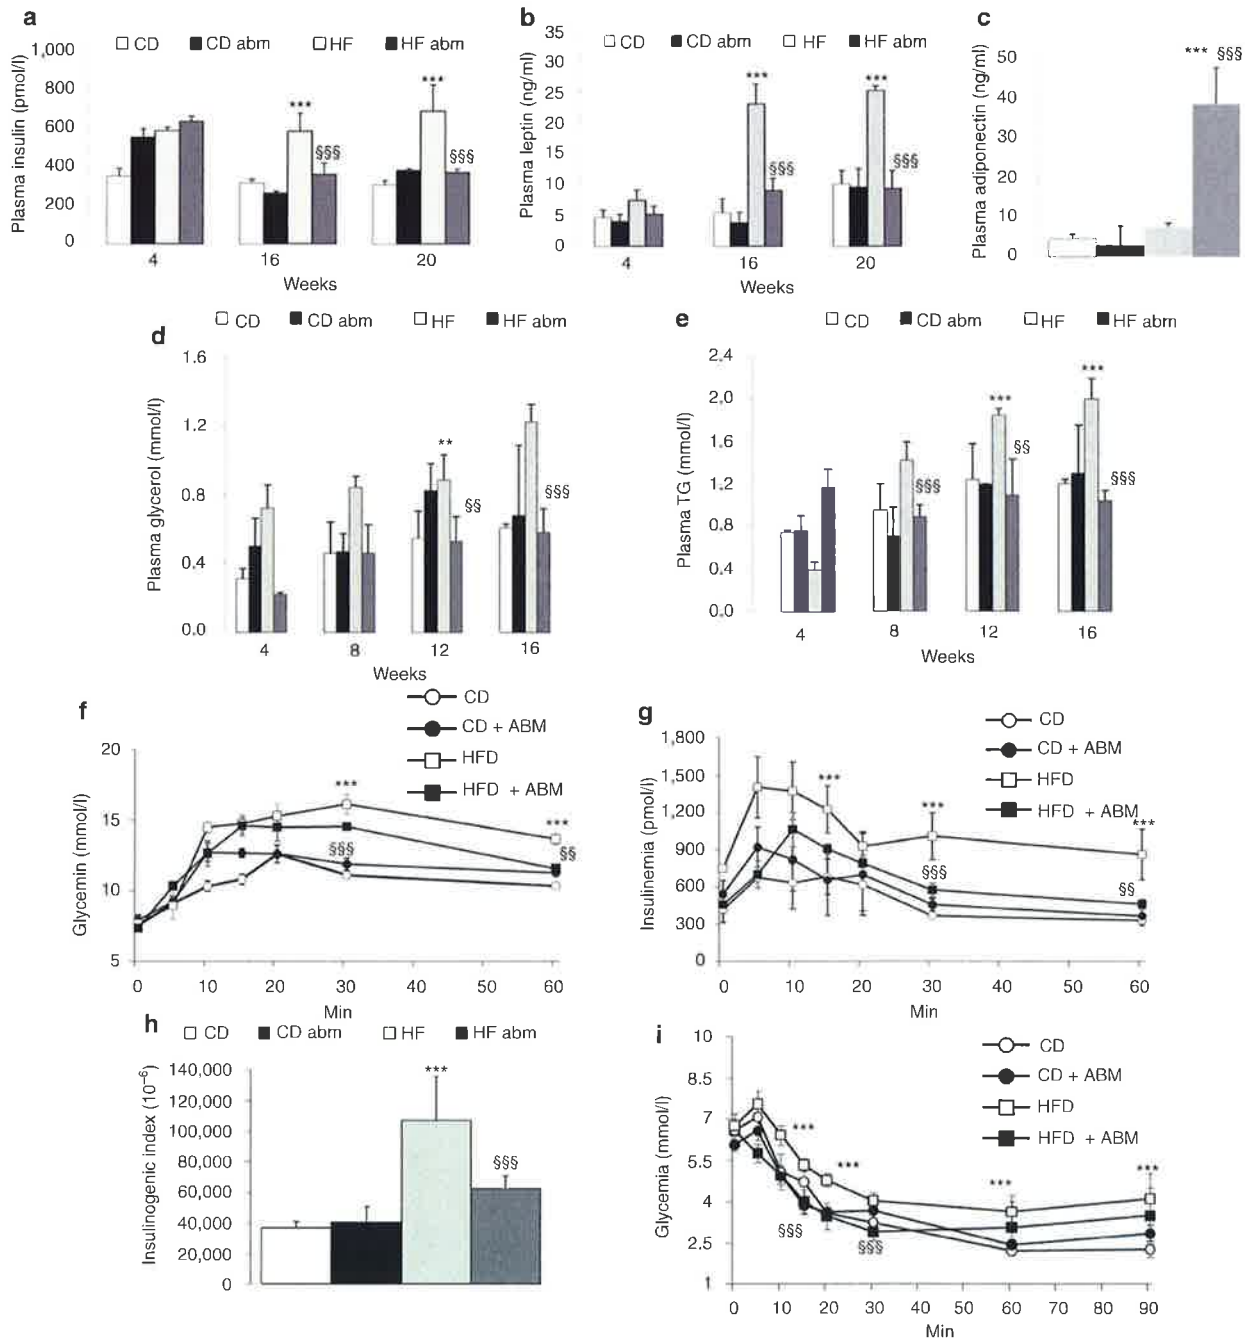 a
CD CD abm HF HF abm
Plasma insulin (pmol/l)
1,000
800
600
400
200
0
***
***
§§§
§§§
4 16 20
Weeks
b
CD CD abm HF HF abm
Plasma leptin (ng/ml)
35
30
25
20
15
10
5
0
***
***
§§§
§§§
4 16 20
Weeks
c
Plasma adiponectin (ng/ml)
50
40
30
20
10
0
*** §§§
d
CD CD abm HF HF abm
Plasma glycerol (mmol/l)
1.6
1.2
0.8
0.4
0.0
**
§§
§§§
4 8 12 16
Weeks
e
CD CD abm HF HF abm
Plasma TG (mmol/l)
2,4
2,0
1,6
1,2
0,8
0,4
0,0
***
***
§§
§§§
§§§
4 8 12 16
Weeks
f
CD
CD + ABM
HFD
HFD + ABM
Glycemin (mmol/l)
20
15
10
5
***
***
§§§
§§
0 10 20 30 40 50 60
Min
g
CD
CD + ABM
HFD
HFD + ABM
Insulinemia (pmol/l)
1,800
1,500
1,200
900
600
300
0
***
***
***
§§§
§§
0 10 20 30 40 50 60
Min
h
CD CD abm HF HF abm
Insulinogenic index (10⁻⁶)
140,000
120,000
100,000
80,000
60,000
40,000
20,000
0
***
§§§
i
CD
CD + ABM
HFD
HFD + ABM
Glycemia (mmol/l)
10
8.5
7
5.5
4
2.5
1
***
***
***
***
§§§
§§§
0 10 20 30 40 50 60 70 80 90
Min